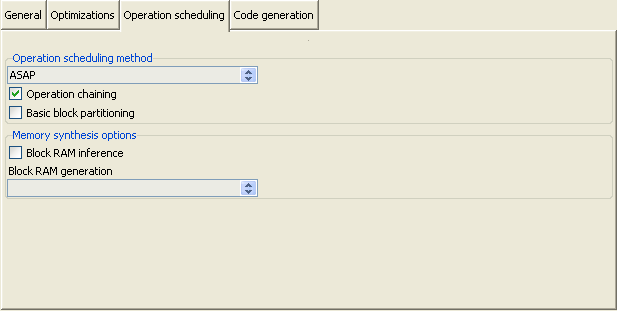 General Optimizations Operation scheduling Code generation
Operation scheduling method
ASAP
Operation chaining
Basic block partitioning
Memory synthesis options
Block RAM inference
Block RAM generation